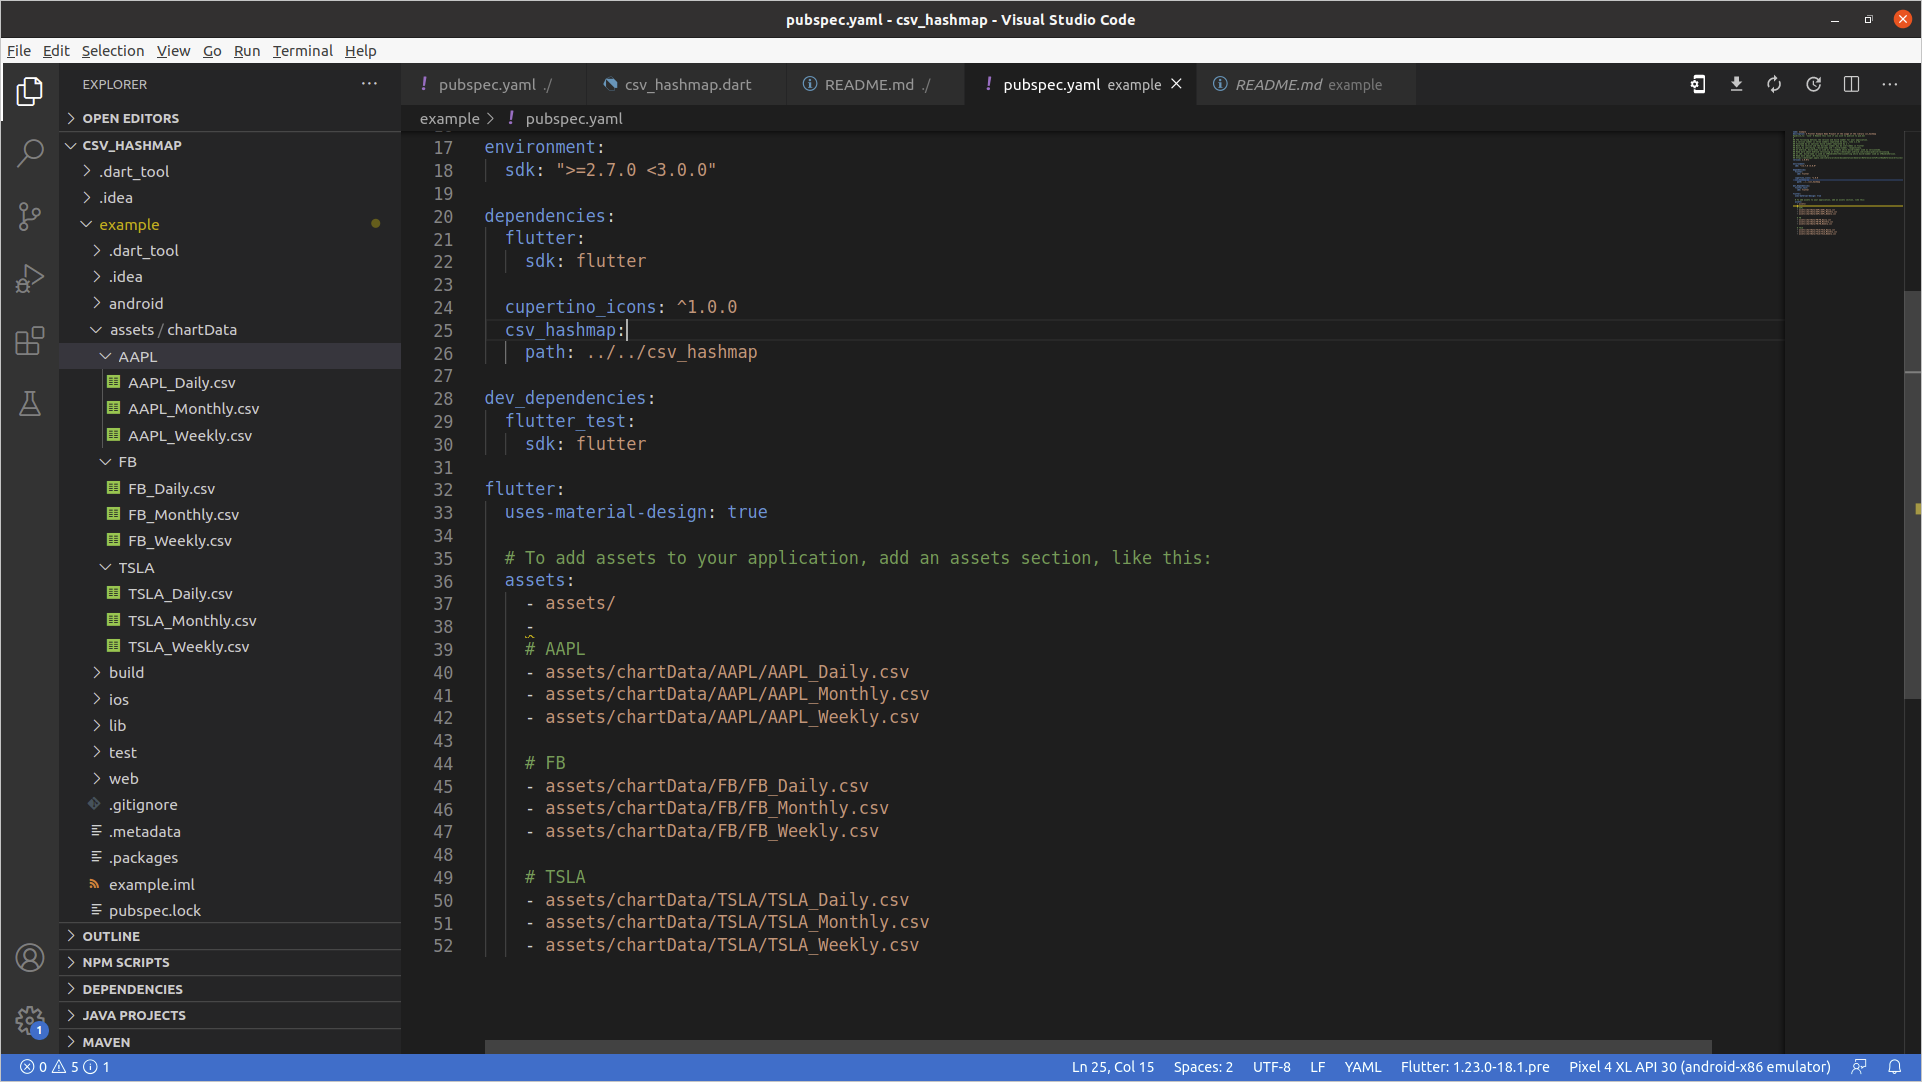 pubspec.yaml - csv_hashmap - Visual Studio Code
File Edit Selection View Go Run Terminal Help
EXPLORER
OPEN EDITORS
CSV_HASHMAP
.dart_tool
.idea
example
.dart_tool
.idea
android
assets / chartData
AAPL
AAPL_Daily.csv
AAPL_Monthly.csv
AAPL_Weekly.csv
FB
FB_Daily.csv
FB_Monthly.csv
FB_Weekly.csv
TSLA
TSLA_Daily.csv
TSLA_Monthly.csv
TSLA_Weekly.csv
build
ios
lib
test
web
.gitignore
.metadata
.packages
example.iml
pubspec.lock
OUTLINE
NPM SCRIPTS
DEPENDENCIES
JAVA PROJECTS
MAVEN
1
! pubspec.yaml ./ csv_hashmap.dart README.md ./ ! pubspec.yaml example README.md example
example > ! pubspec.yaml
17 environment:
18 sdk: ">=2.7.0 <3.0.0"
19
20 dependencies:
21 flutter:
22 sdk: flutter
23
24 cupertino_icons: ^1.0.0
25 csv_hashmap:
26 path: ../../csv_hashmap
27
28 dev_dependencies:
29 flutter_test:
30 sdk: flutter
31
32 flutter:
33 uses-material-design: true
34
35 # To add assets to your application, add an assets section, like this:
36 assets:
37 - assets/
38 -
39 # AAPL
40 - assets/chartData/AAPL/AAPL_Daily.csv
41 - assets/chartData/AAPL/AAPL_Monthly.csv
42 - assets/chartData/AAPL/AAPL_Weekly.csv
43
44 # FB
45 - assets/chartData/FB/FB_Daily.csv
46 - assets/chartData/FB/FB_Monthly.csv
47 - assets/chartData/FB/FB_Weekly.csv
48
49 # TSLA
50 - assets/chartData/TSLA/TSLA_Daily.csv
51 - assets/chartData/TSLA/TSLA_Monthly.csv
52 - assets/chartData/TSLA/TSLA_Weekly.csv
0 5 1 Ln 25, Col 15 Spaces: 2 UTF-8 LF YAML Flutter: 1.23.0-18.1.pre Pixel 4 XL API 30 (android-x86 emulator)